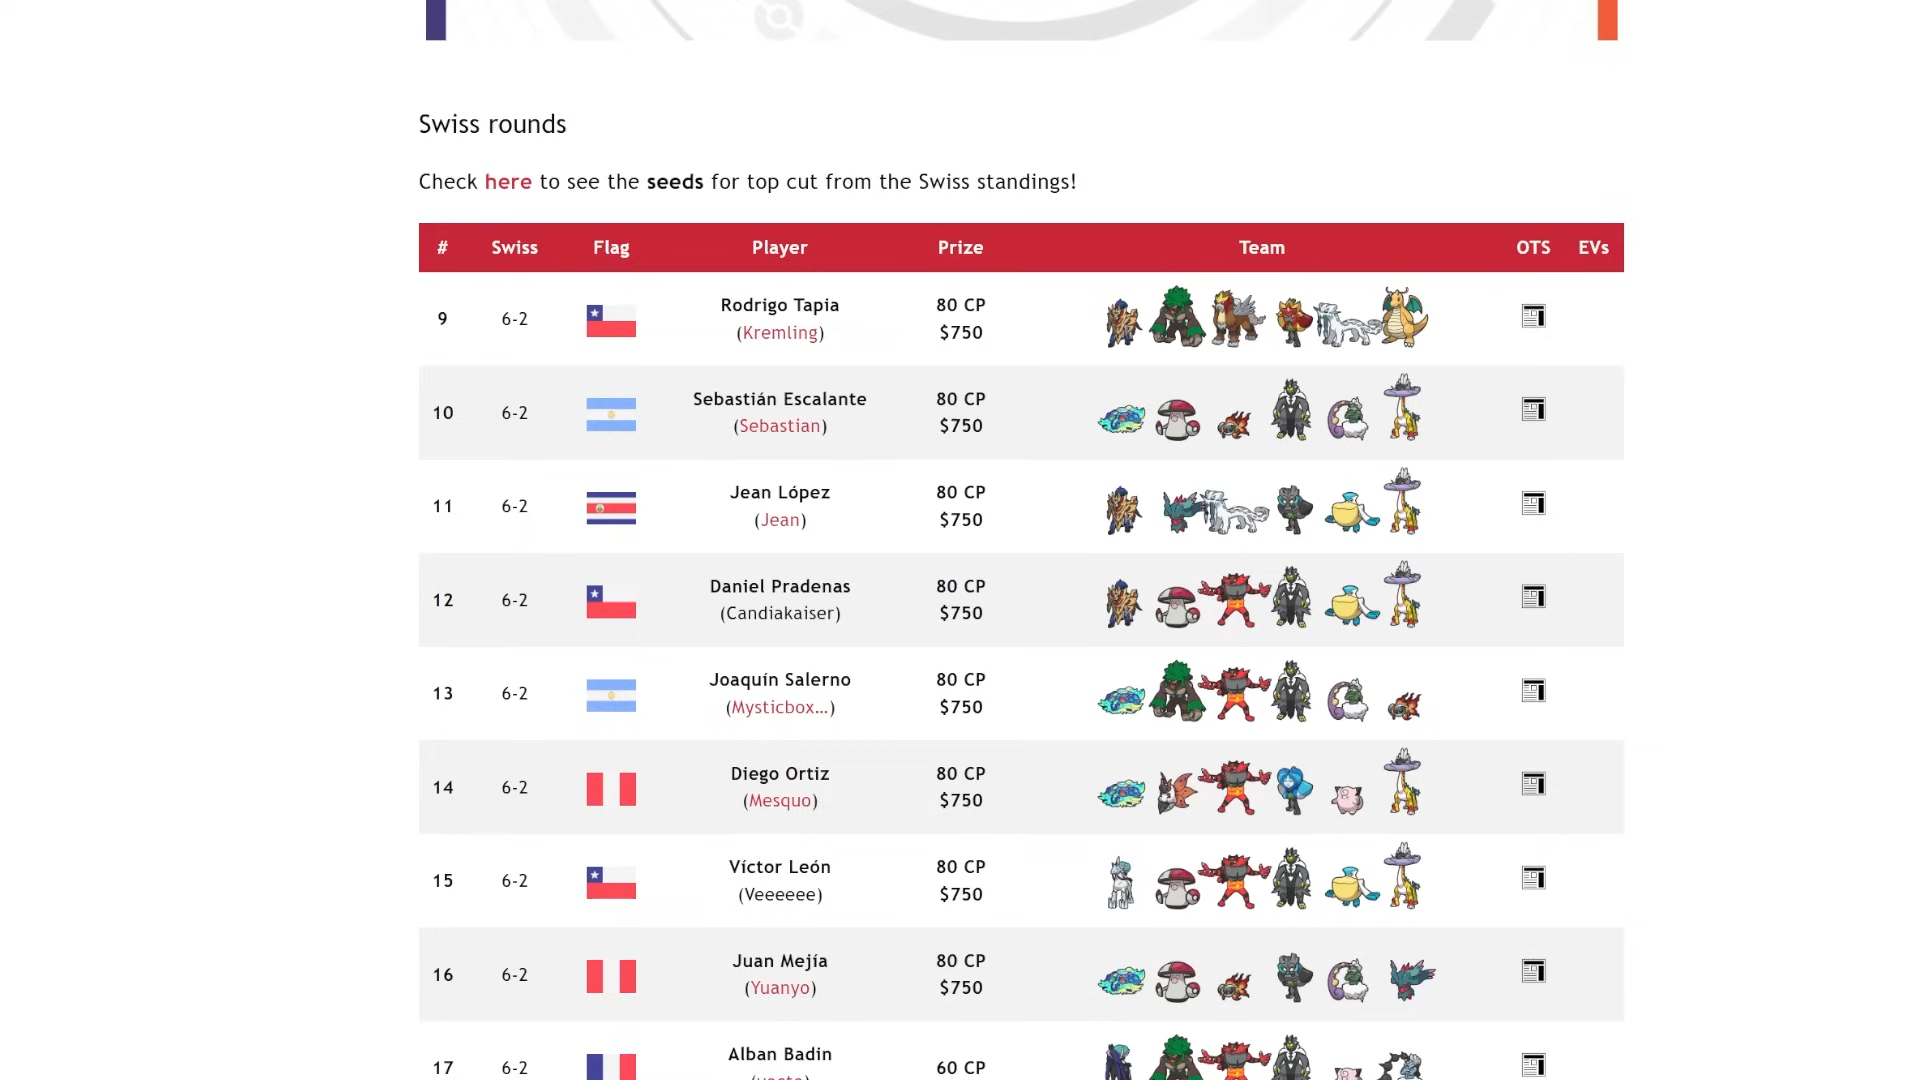 Swiss rounds
Check here to see the seeds for top cut from the Swiss standings!
# Swiss Flag Player Prize Team OTS EVs
9 6-2 Rodrigo Tapia (Kremling) 80 CP $750
10 6-2 Sebastián Escalante (Sebastian) 80 CP $750
11 6-2 Jean López (Jean) 80 CP $750
12 6-2 Daniel Pradenas (Candiakaiser) 80 CP $750
13 6-2 Joaquín Salerno (Mysticbox...) 80 CP $750
14 6-2 Diego Ortiz (Mesquo) 80 CP $750
15 6-2 Víctor León (Veeeeee) 80 CP $750
16 6-2 Juan Mejía (Yuanyo) 80 CP $750
17 6-2 Alban Badin 60 CP